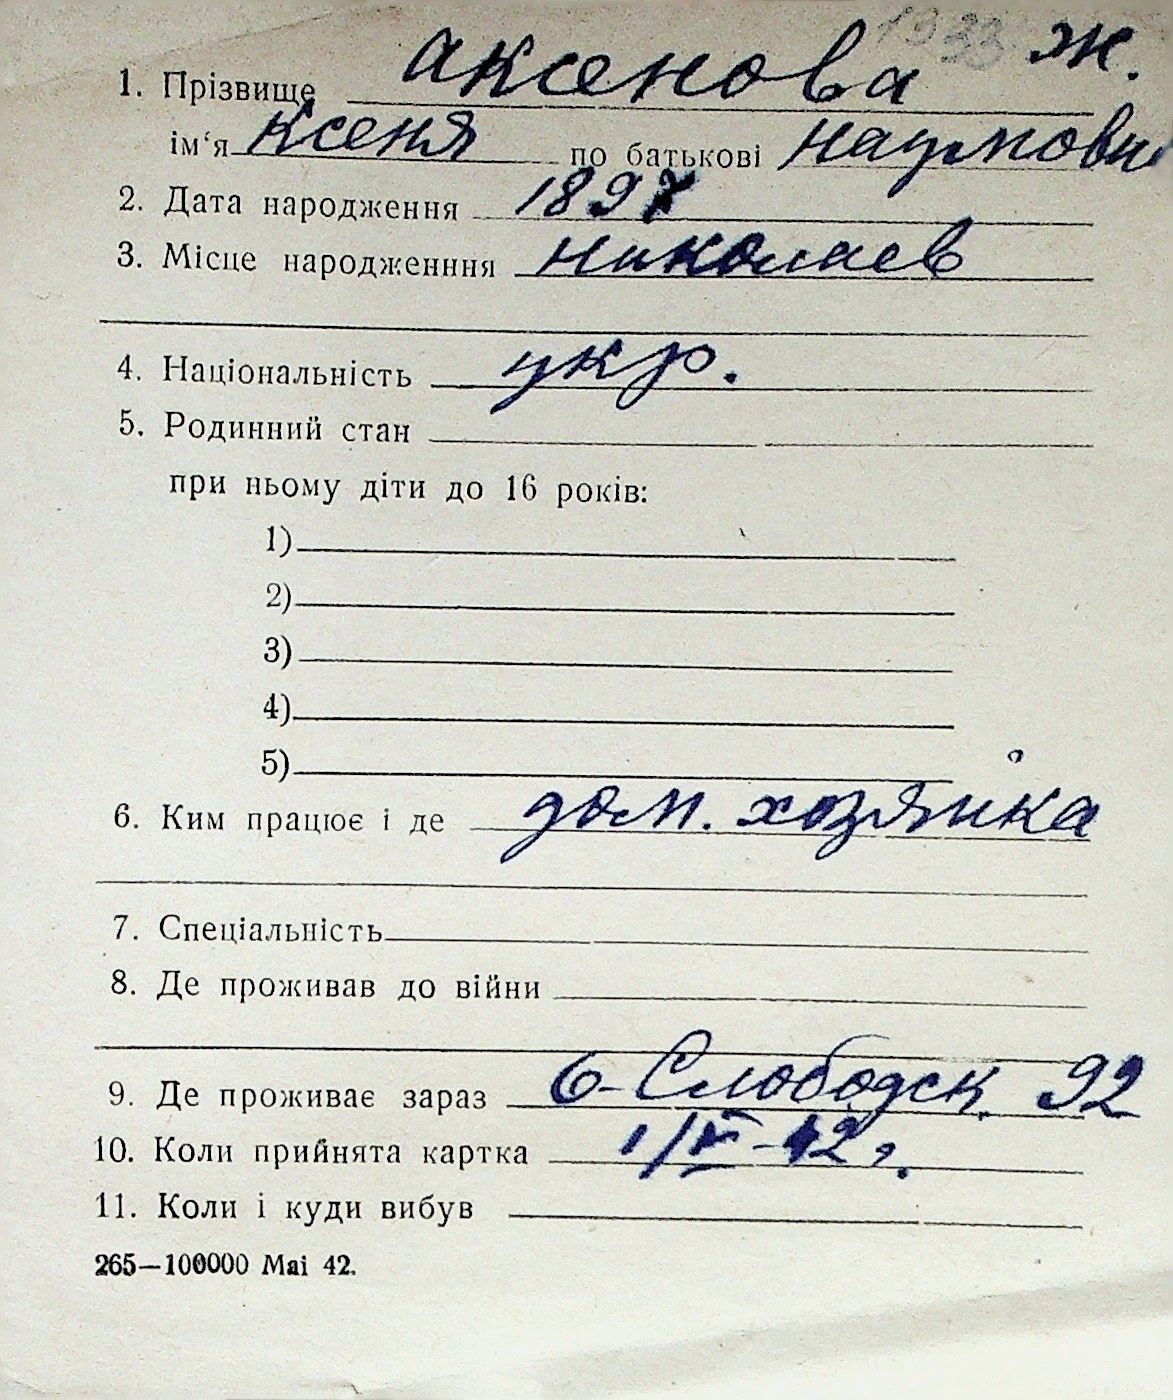 1933 ж.
1. Прізвище Аксенова
ім‘я Ксеня по батькові Наумовн
2. Дата народження 1897
3. Місце народженння Николаев
4. Національність укр.
5. Родинний стан
при ньому діти до 16 років:
1)
2)
3)
4)
5)
6. Ким працює і де дом. хозяйка
7. Спеціальність
8. Де проживав до війни
9. Де проживає зараз 6-Слободск. 92
10. Коли прийнята картка -42 г.
11. Коли і куди вибув
265—100000 Mai 42.